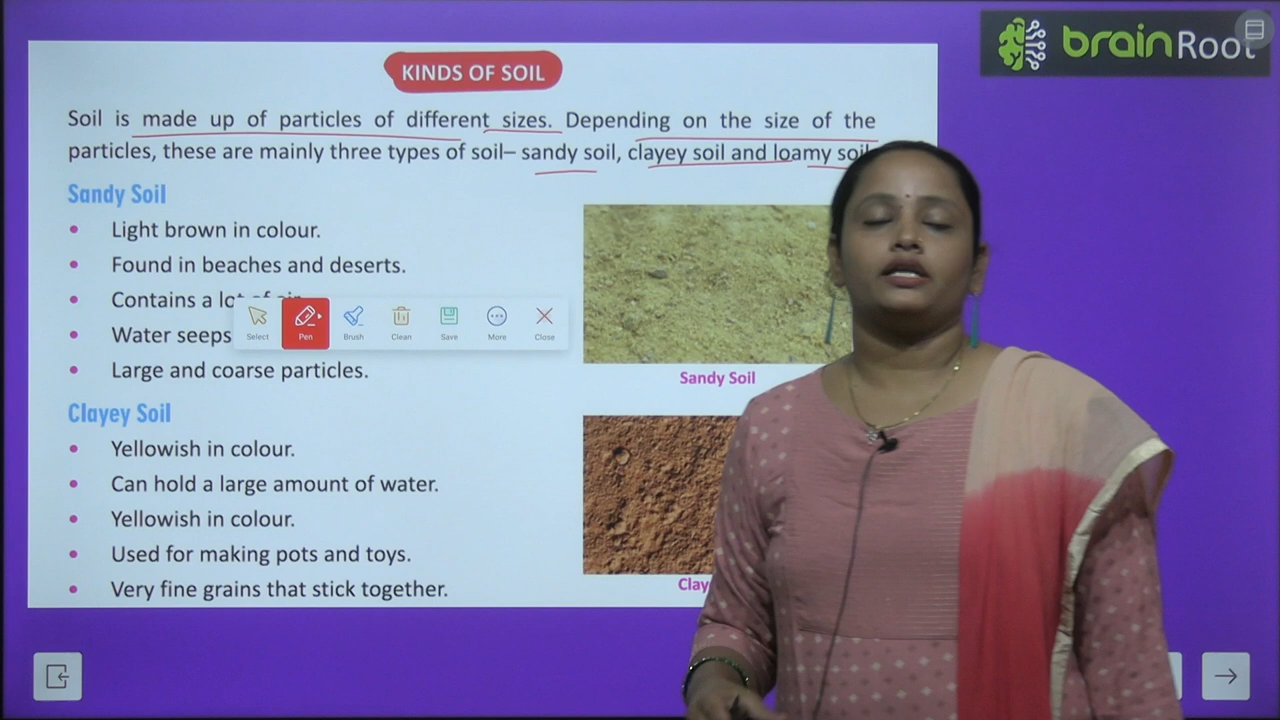 brainRoot
KINDS OF SOIL
Soil is made up of particles of different sizes. Depending on the size of the
particles, these are mainly three types of soil– sandy soil, clayey soil and loamy soil
Sandy Soil
• Light brown in colour.
• Found in beaches and deserts.
• Contains a lot of air
• Water seeps
• Large and coarse particles.
Select Pen Brush Clean Save More Close
Sandy Soil
Clayey Soil
• Yellowish in colour.
• Can hold a large amount of water.
• Yellowish in colour.
• Used for making pots and toys.
• Very fine grains that stick together.
Clay